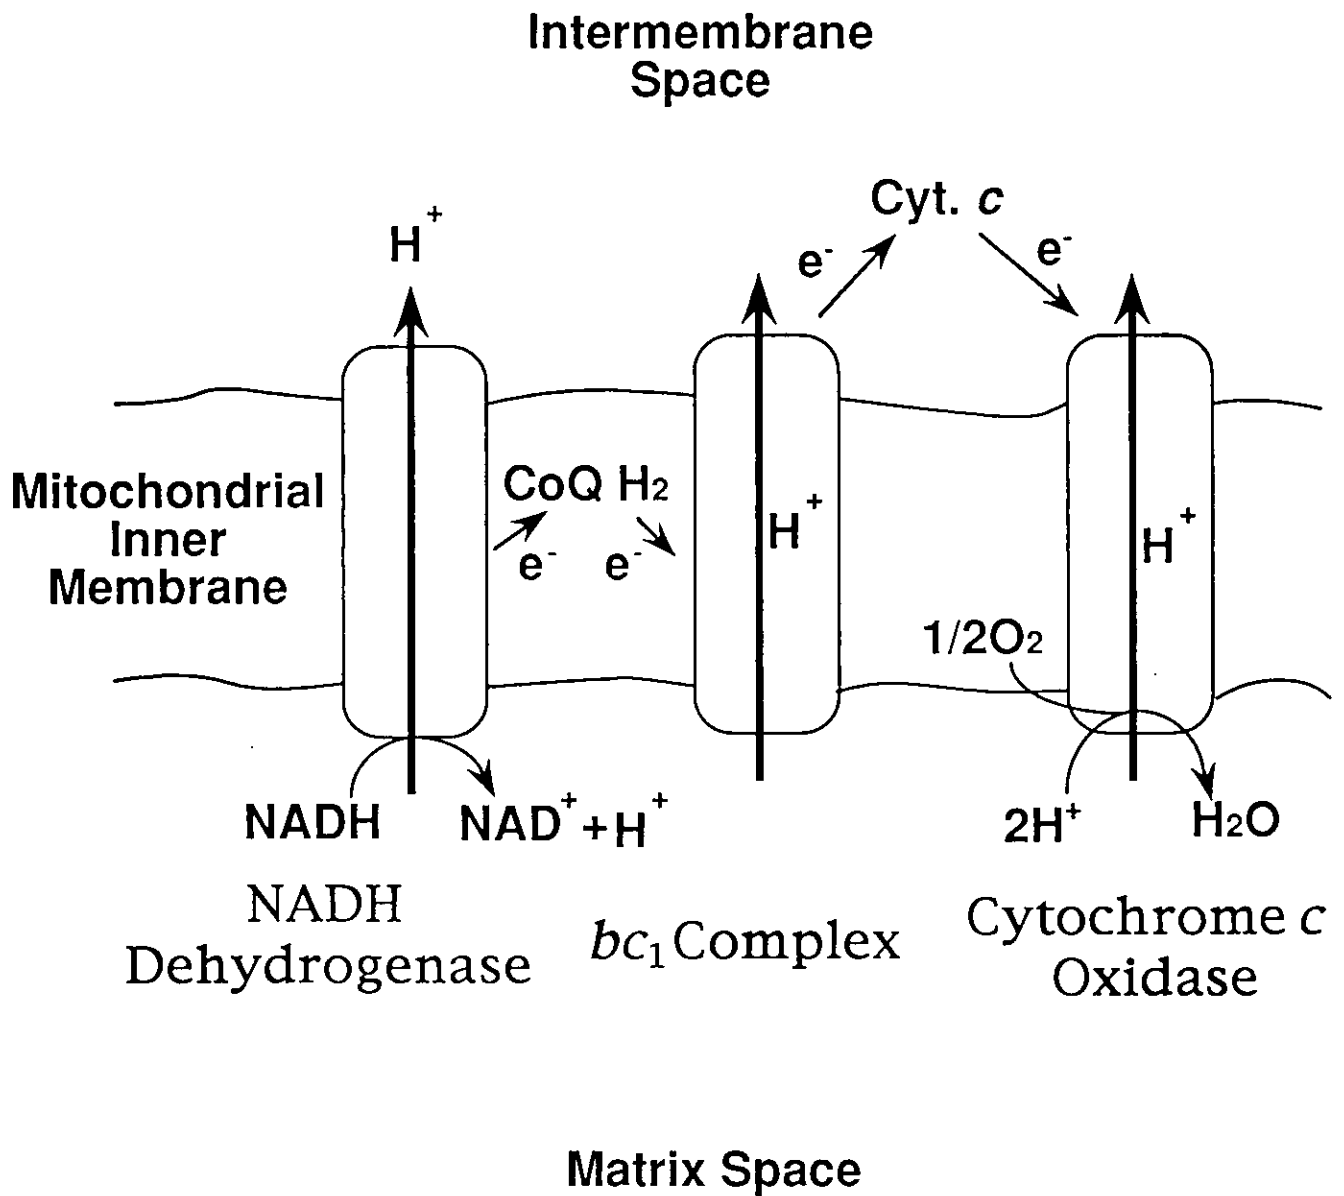 Intermembrane
Space
Cyt. c
H⁺
e⁻
e⁻
Mitochondrial
Inner
Membrane
CoQ H₂
e⁻
e⁻
H⁺
H⁺
1/2O₂
NADH
NAD⁺ + H⁺
2H⁺
H₂O
NADH
Dehydrogenase
bc₁ Complex
Cytochrome c
Oxidase
Matrix Space